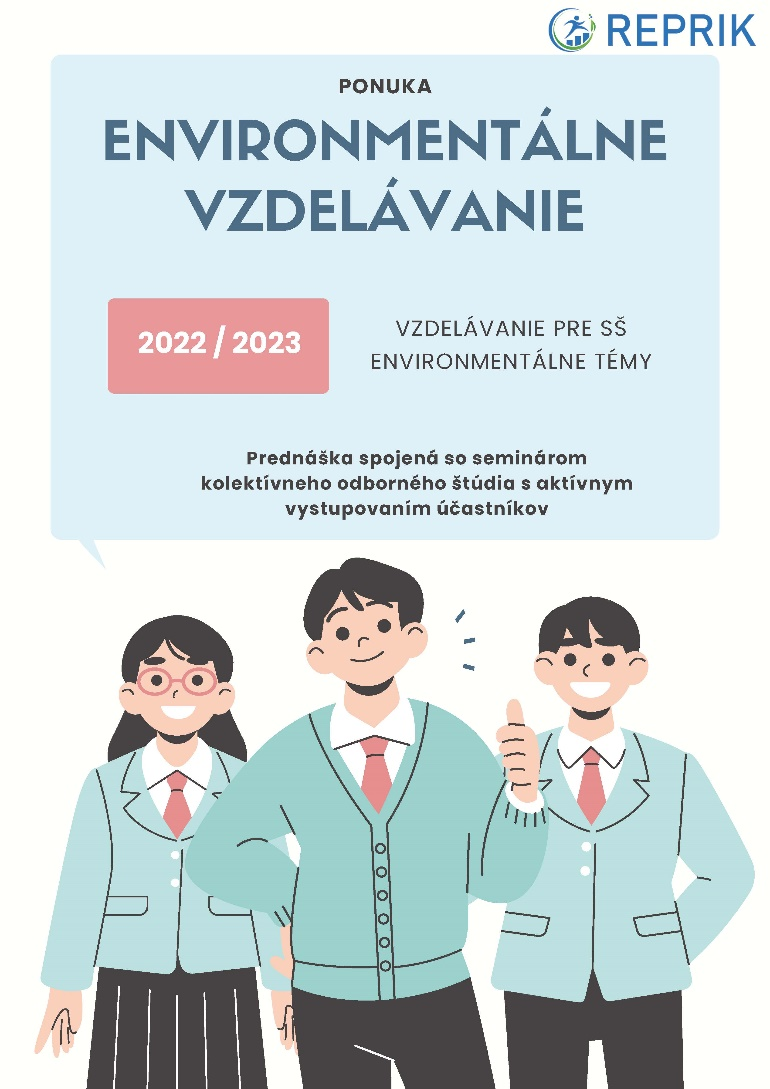 REPRIK
PONUKA
ENVIRONMENTÁLNE
VZDELÁVANIE
2022 / 2023
VZDELÁVANIE PRE SŠ
ENVIRONMENTÁLNE TÉMY
Prednáška spojená so seminárom
kolektívneho odborného štúdia s aktívnym
vystupovaním účastníkov